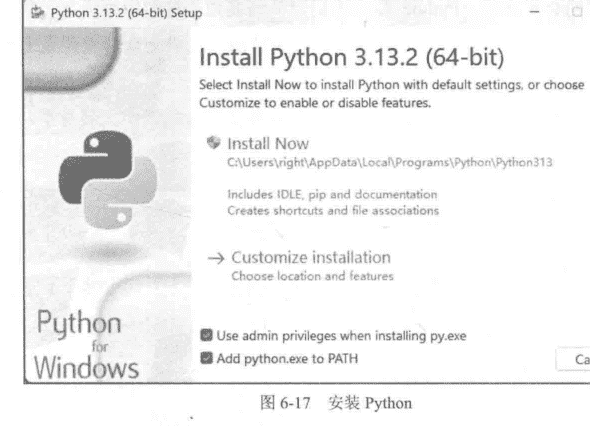 Python 3.13.2 (64-bit) Setup
Install Python 3.13.2 (64-bit)
Select Install Now to install Python with default settings, or choose
Customize to enable or disable features.
Install Now
C:\Users\right\AppData\Local\Programs\Python\Python313
Includes IDLE, pip and documentation
Creates shortcuts and file associations
Customize installation
Choose location and features
Python
for
Windows
Use admin privileges when installing py.exe
Add python.exe to PATH
Ca
图 6-17 安装 Python